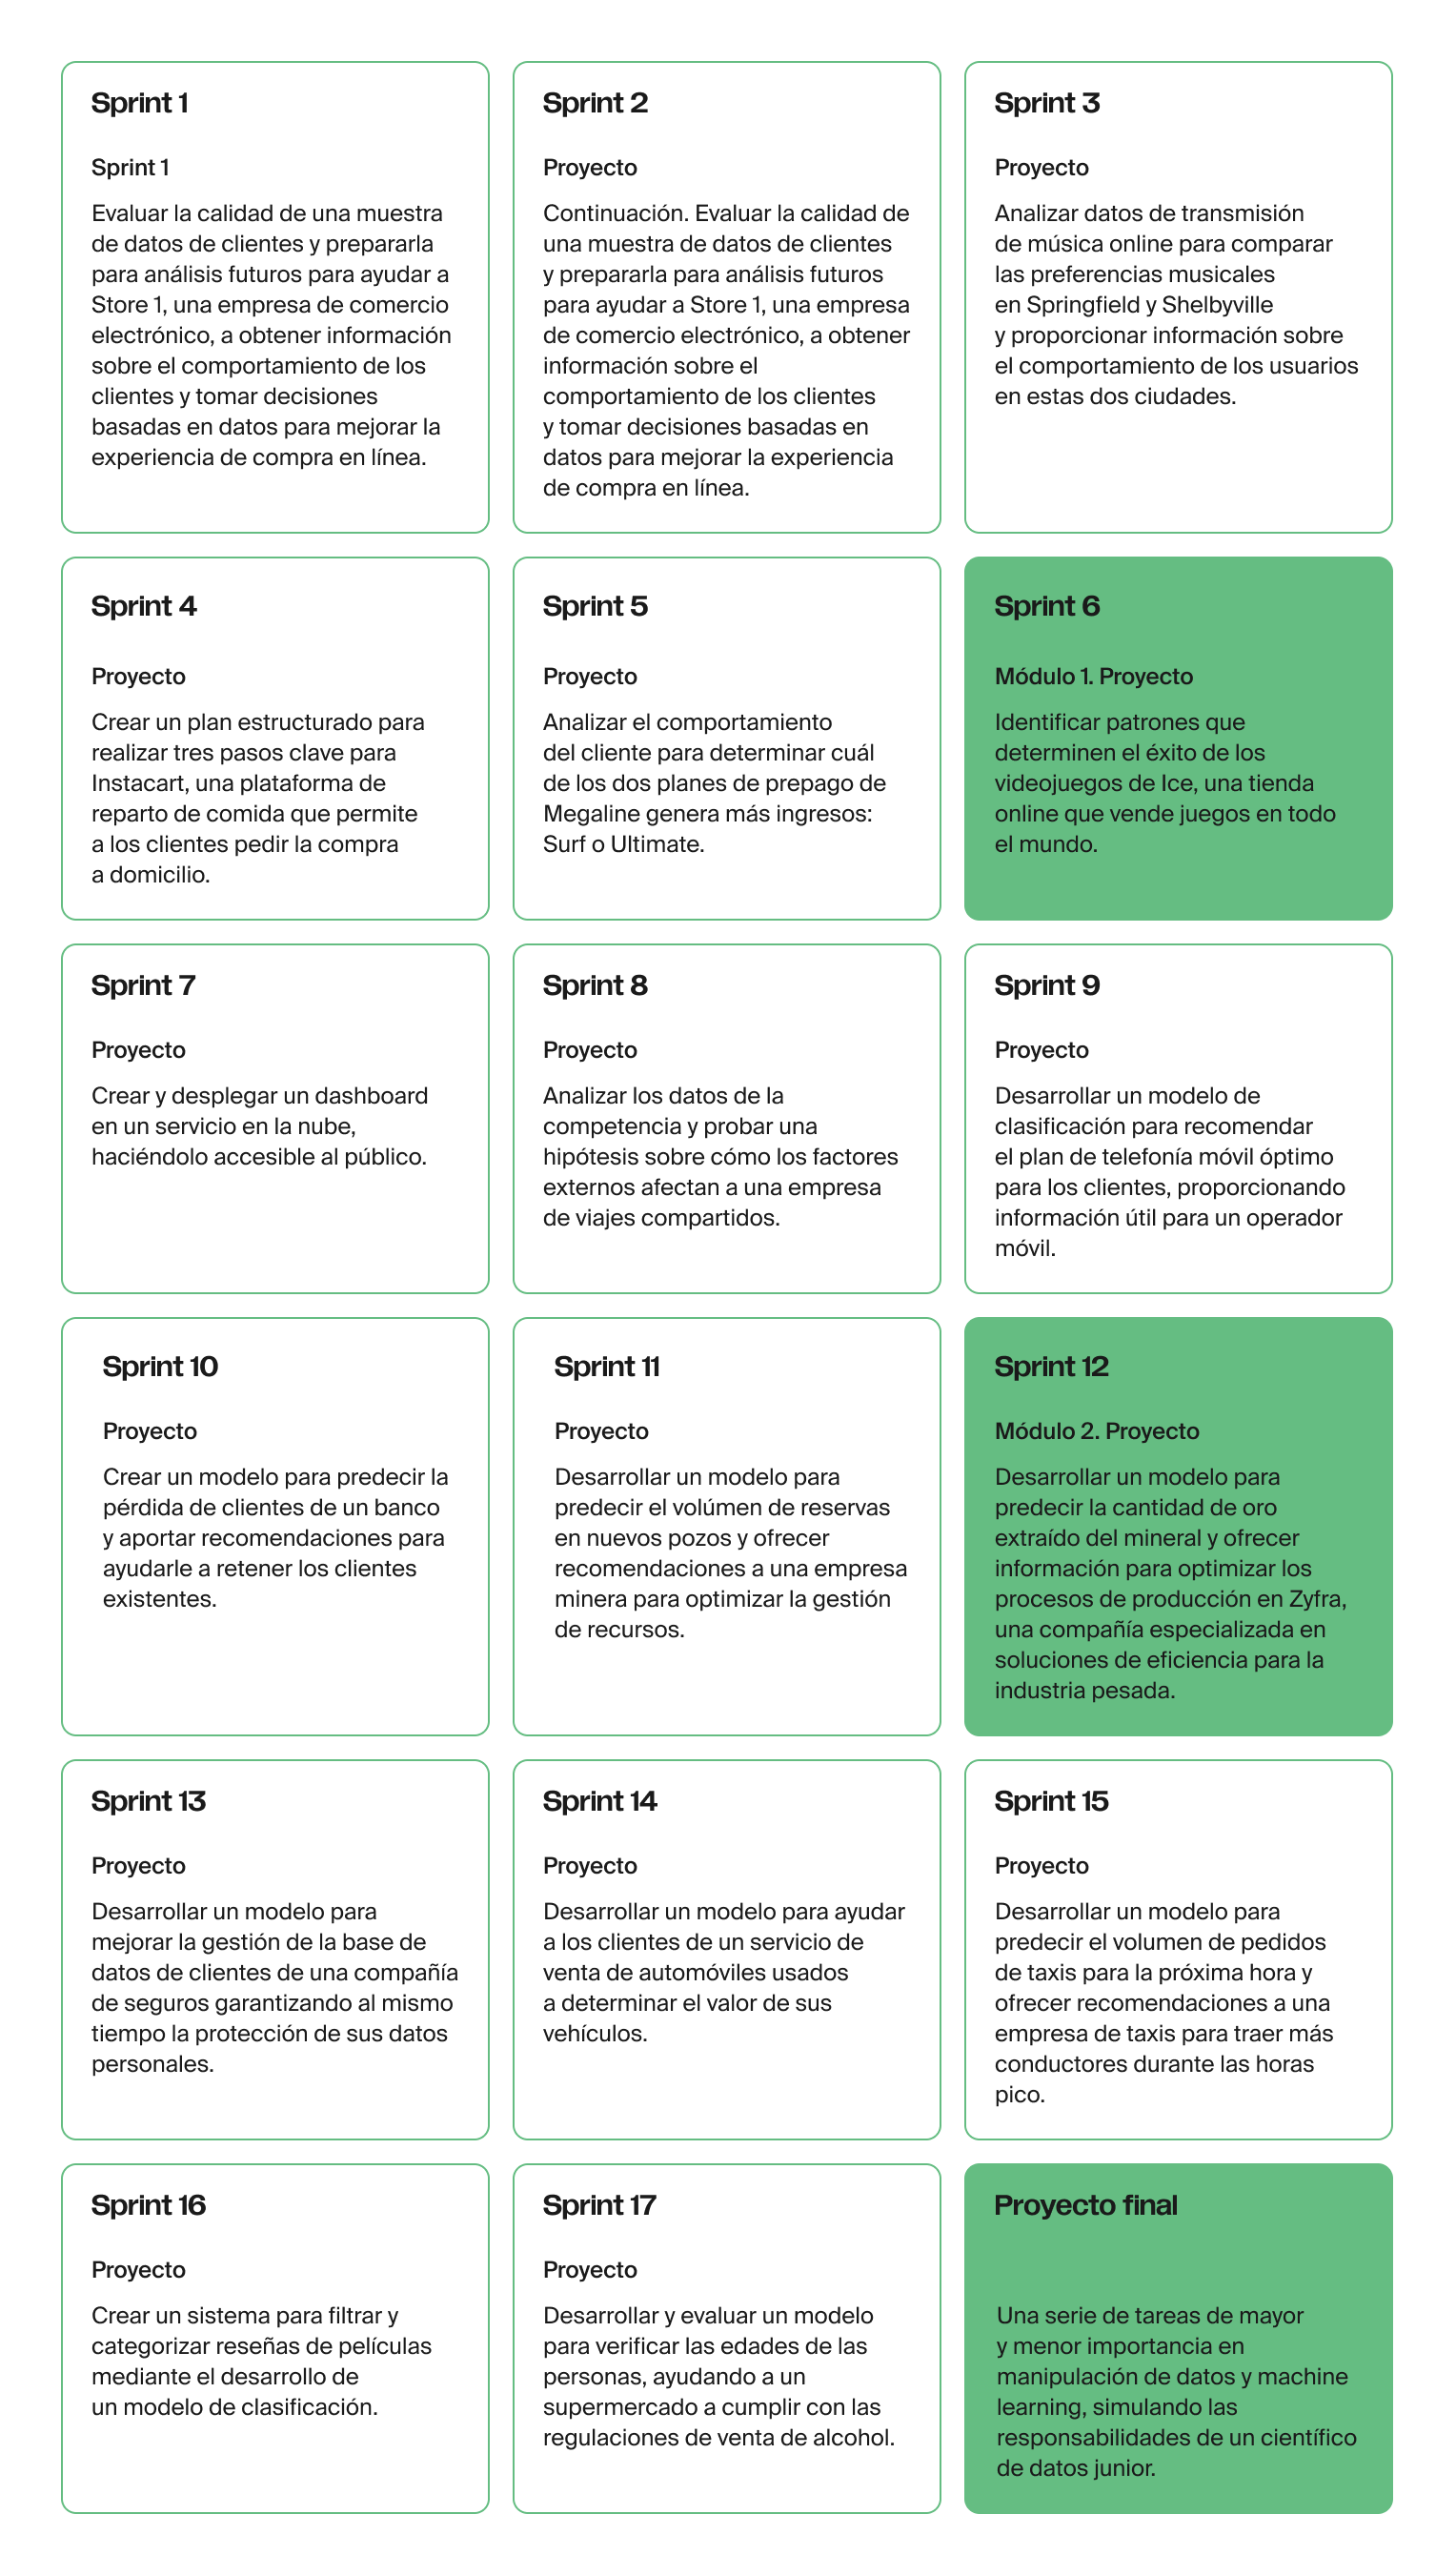 Sprint 1
Sprint 1
Evaluar la calidad de una muestra
de datos de clientes y prepararla
para análisis futuros para ayudar a
Store 1, una empresa de comercio
electrónico, a obtener información
sobre el comportamiento de los
clientes y tomar decisiones
basadas en datos para mejorar la
experiencia de compra en línea.
Sprint 2
Proyecto
Continuación. Evaluar la calidad de
una muestra de datos de clientes
y prepararla para análisis futuros
para ayudar a Store 1, una empresa
de comercio electrónico, a obtener
información sobre el
comportamiento de los clientes
y tomar decisiones basadas en
datos para mejorar la experiencia
de compra en línea.
Sprint 3
Proyecto
Analizar datos de transmisión
de música online para comparar
las preferencias musicales
en Springfield y Shelbyville
y proporcionar información sobre
el comportamiento de los usuarios
en estas dos ciudades.
Sprint 4
Proyecto
Crear un plan estructurado para
realizar tres pasos clave para
Instacart, una plataforma de
reparto de comida que permite
a los clientes pedir la compra
a domicilio.
Sprint 5
Proyecto
Analizar el comportamiento
del cliente para determinar cuál
de los dos planes de prepago de
Megaline genera más ingresos:
Surf o Ultimate.
Sprint 6
Módulo 1. Proyecto
Identificar patrones que
determinen el éxito de los
videojuegos de Ice, una tienda
online que vende juegos en todo
el mundo.
Sprint 7
Proyecto
Crear y desplegar un dashboard
en un servicio en la nube,
haciéndolo accesible al público.
Sprint 8
Proyecto
Analizar los datos de la
competencia y probar una
hipótesis sobre cómo los factores
externos afectan a una empresa
de viajes compartidos.
Sprint 9
Proyecto
Desarrollar un modelo de
clasificación para recomendar
el plan de telefonía móvil óptimo
para los clientes, proporcionando
información útil para un operador
móvil.
Sprint 10
Proyecto
Crear un modelo para predecir la
pérdida de clientes de un banco
y aportar recomendaciones para
ayudarle a retener los clientes
existentes.
Sprint 11
Proyecto
Desarrollar un modelo para
predecir el volúmen de reservas
en nuevos pozos y ofrecer
recomendaciones a una empresa
minera para optimizar la gestión
de recursos.
Sprint 12
Módulo 2. Proyecto
Desarrollar un modelo para
predecir la cantidad de oro
extraído del mineral y ofrecer
información para optimizar los
procesos de producción en Zyfra,
una compañía especializada en
soluciones de eficiencia para la
industria pesada.
Sprint 13
Proyecto
Desarrollar un modelo para
mejorar la gestión de la base de
datos de clientes de una compañía
de seguros garantizando al mismo
tiempo la protección de sus datos
personales.
Sprint 14
Proyecto
Desarrollar un modelo para ayudar
a los clientes de un servicio de
venta de automóviles usados
a determinar el valor de sus
vehículos.
Sprint 15
Proyecto
Desarrollar un modelo para
predecir el volumen de pedidos
de taxis para la próxima hora y
ofrecer recomendaciones a una
empresa de taxis para traer más
conductores durante las horas
pico.
Sprint 16
Proyecto
Crear un sistema para filtrar y
categorizar reseñas de películas
mediante el desarrollo de
un modelo de clasificación.
Sprint 17
Proyecto
Desarrollar y evaluar un modelo
para verificar las edades de las
personas, ayudando a un
supermercado a cumplir con las
regulaciones de venta de alcohol.
Proyecto final
Una serie de tareas de mayor
y menor importancia en
manipulación de datos y machine
learning, simulando las
responsabilidades de un científico
de datos junior.